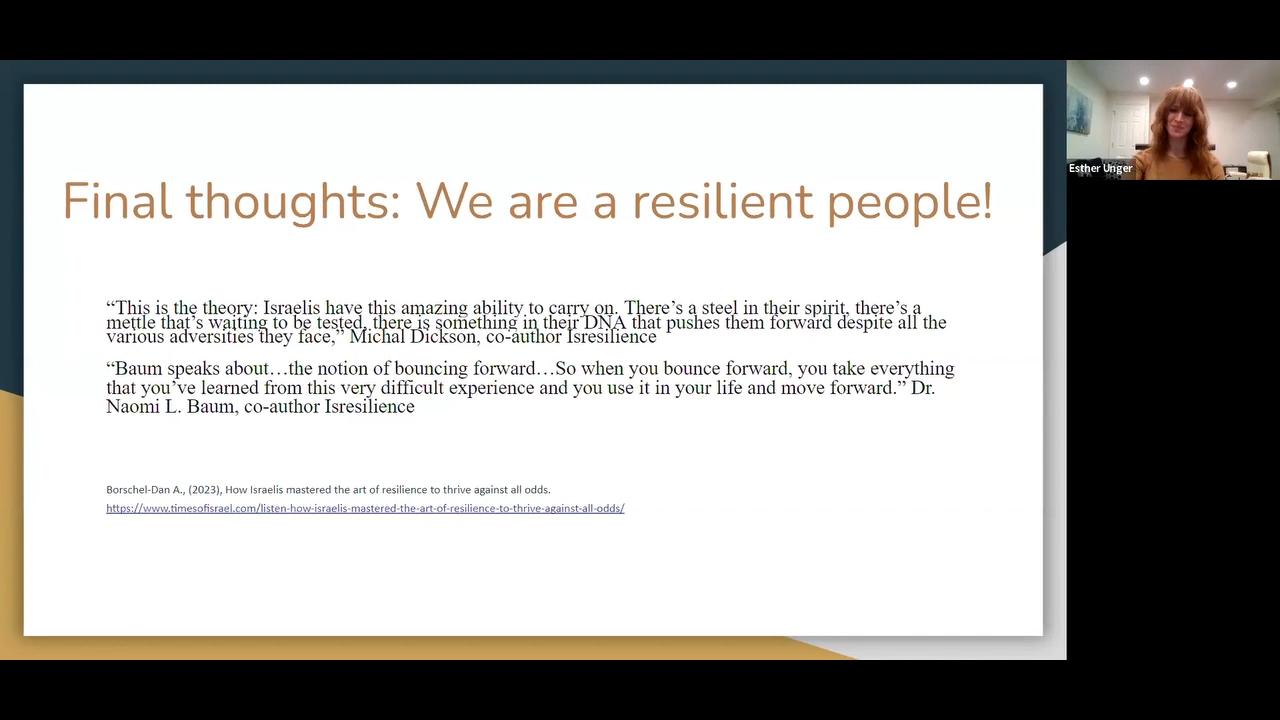 Final thoughts: We are a resilient people!
“This is the theory: Israelis have this amazing ability to carry on. There’s a steel in their spirit, there’s a
mettle that’s waiting to be tested, there is something in their DNA that pushes them forward despite all the
various adversities they face,” Michal Dickson, co-author Isresilience
“Baum speaks about…the notion of bouncing forward…So when you bounce forward, you take everything
that you’ve learned from this very difficult experience and you use it in your life and move forward.” Dr.
Naomi L. Baum, co-author Isresilience
Borschel-Dan A., (2023), How Israelis mastered the art of resilience to thrive against all odds.
https://www.timesofisrael.com/listen-how-israelis-mastered-the-art-of-resilience-to-thrive-against-all-odds/
Esther Unger